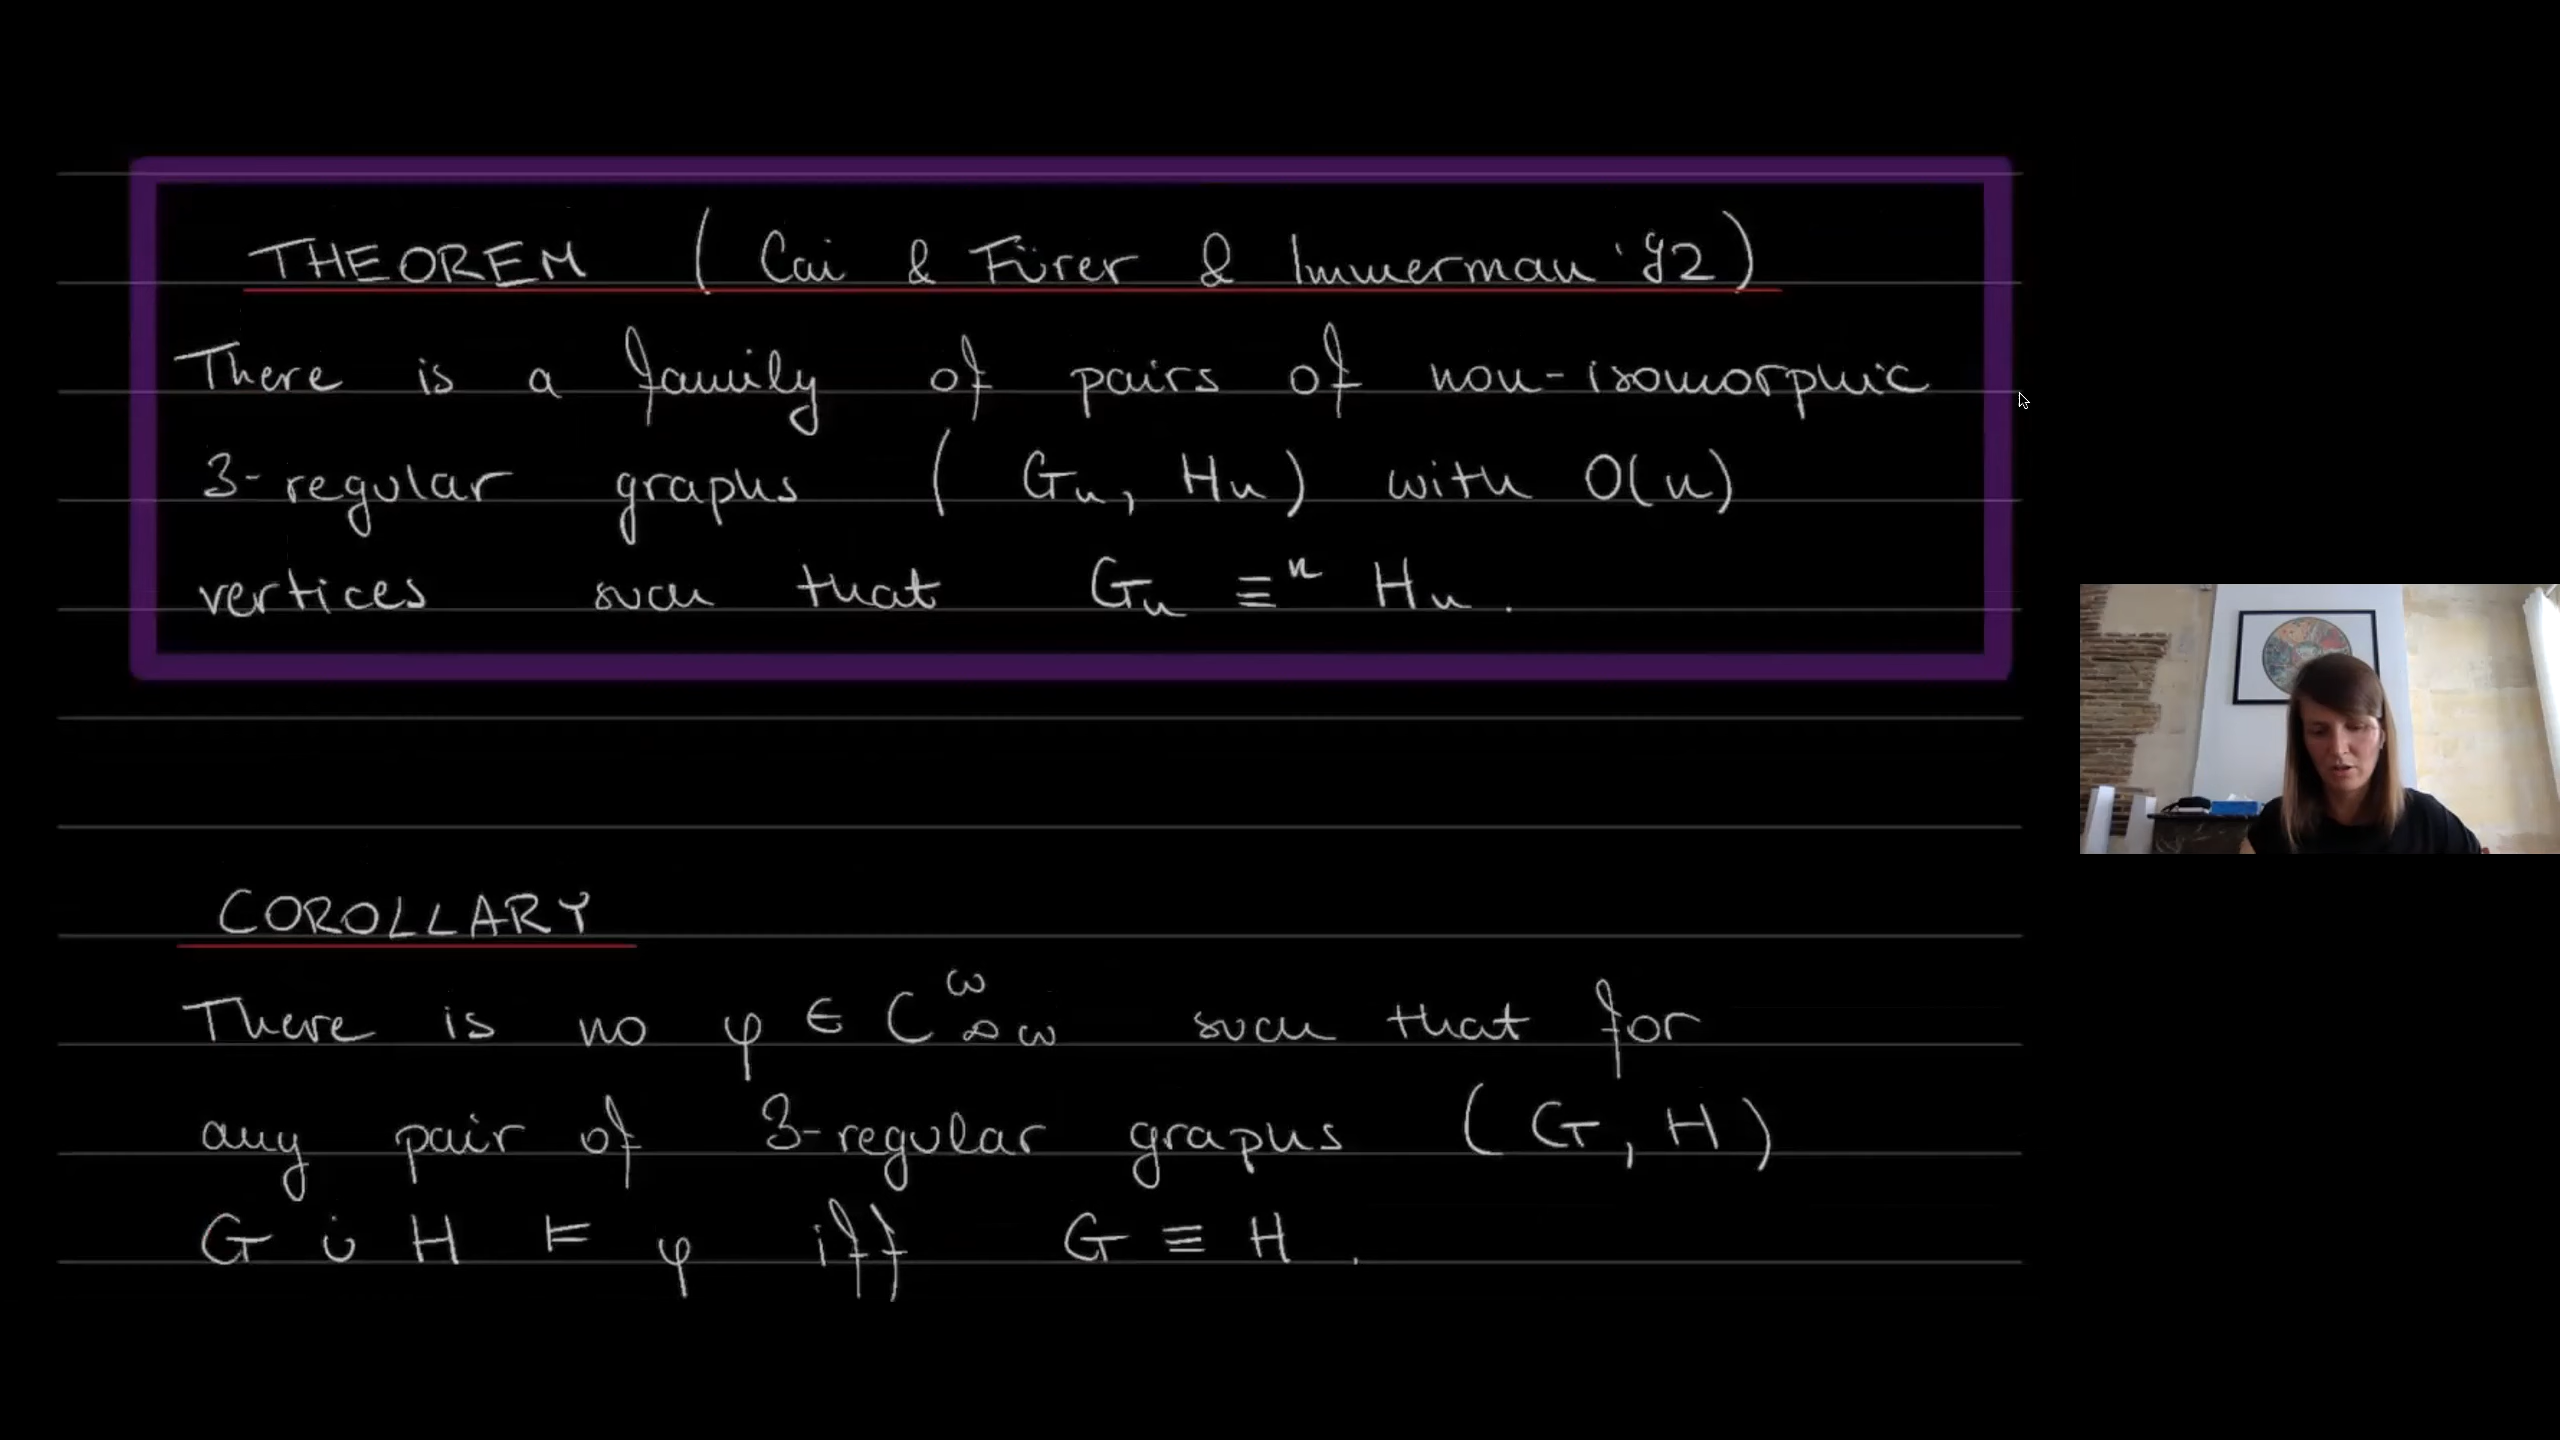 THEOREM ( Cai & Fürer & Immerman '92)
There is a family of pairs of non-isomorphic
3-regular graphs ( Gₙ, Hₙ) with O(n)
vertices such that Gₙ ≡ⁿ Hₙ .
COROLLARY
There is no φ ∈ C^ω_∞ω such that for
any pair of 3-regular graphs ( G, H )
G ∪̇ H ⊨ φ iff G ≡ H .